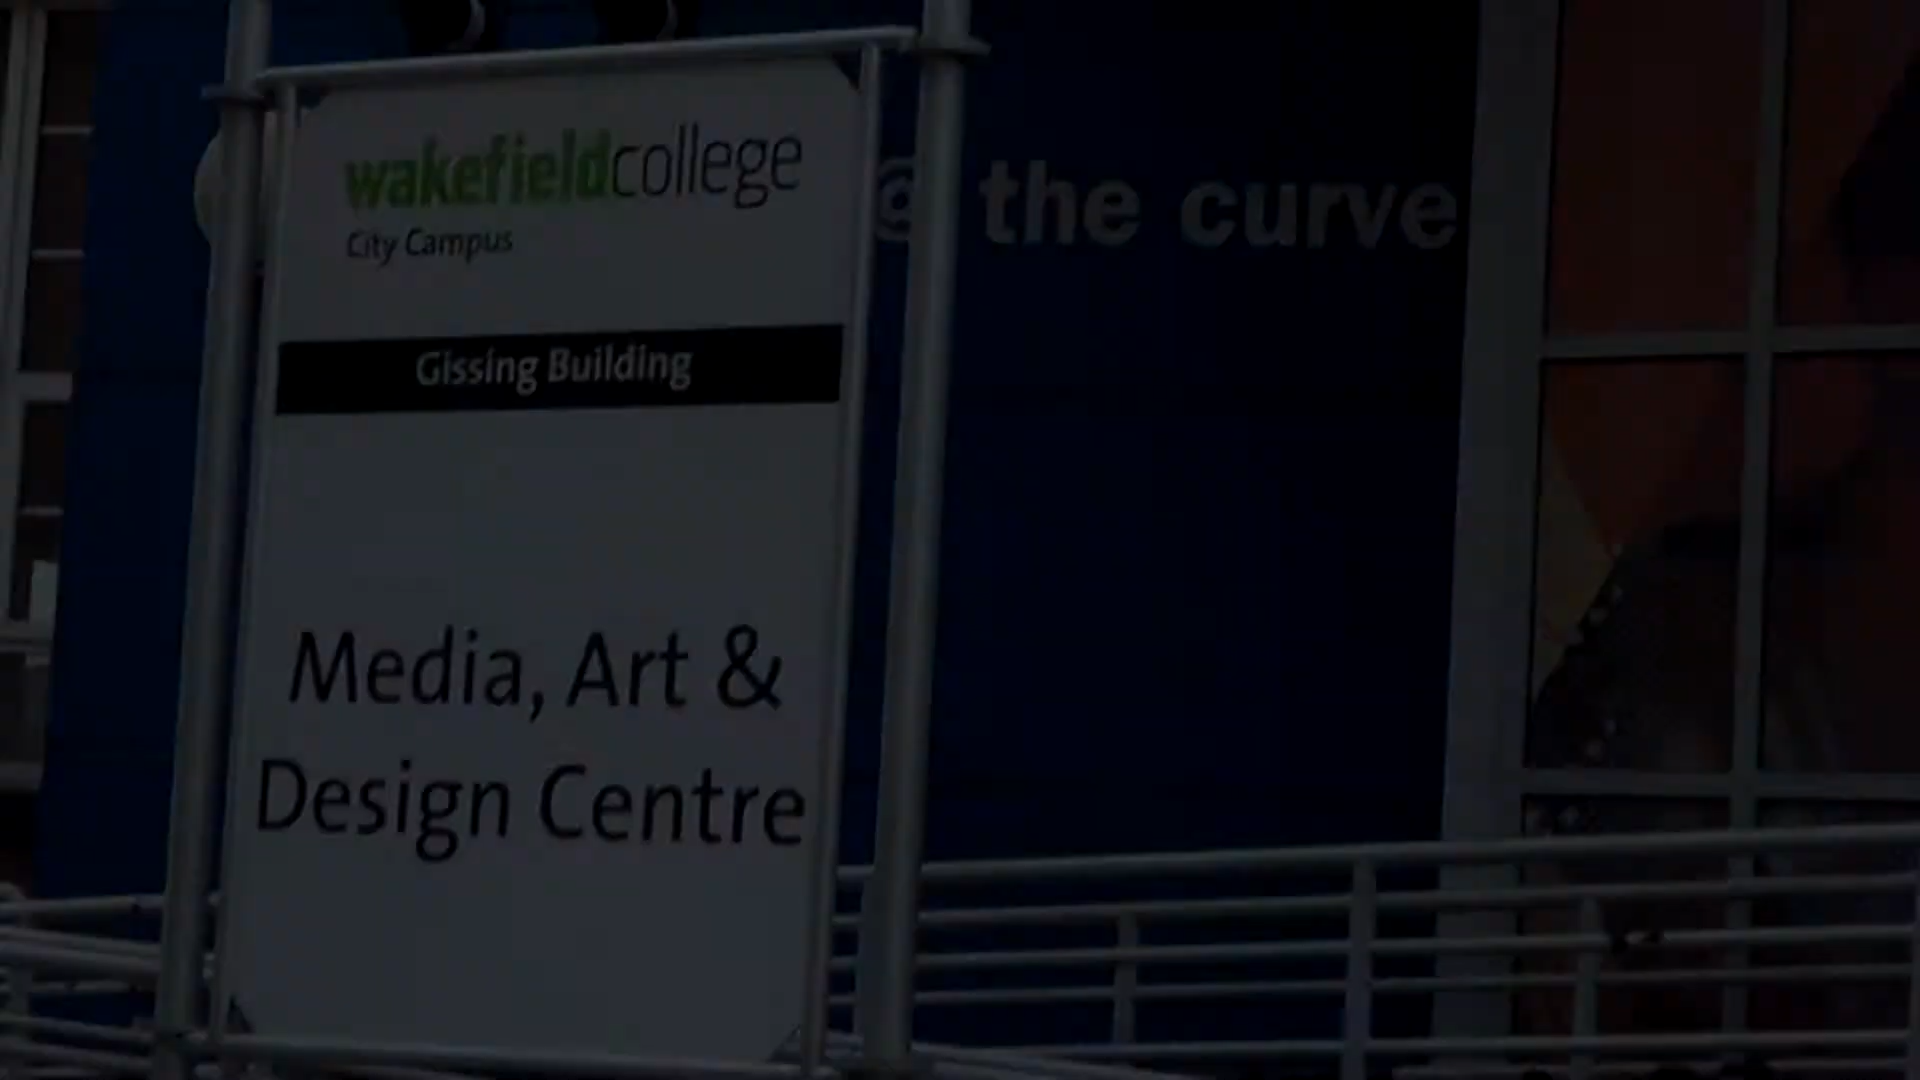 wakefieldcollege
City Campus
Gissing Building
Media, Art &
Design Centre
@ the curve